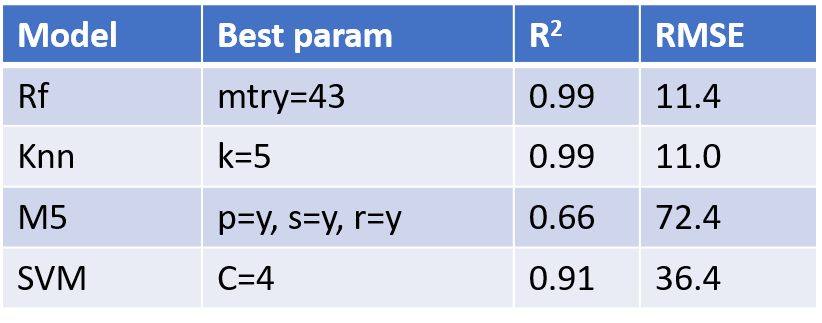 Model Best param R² RMSE
Rf mtry=43 0.99 11.4
Knn k=5 0.99 11.0
M5 p=y, s=y, r=y 0.66 72.4
SVM C=4 0.91 36.4